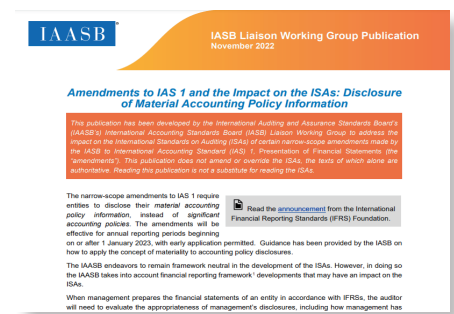 IAASB
IASB Liaison Working Group Publication
November 2022
Amendments to IAS 1 and the Impact on the ISAs: Disclosure
of Material Accounting Policy Information
This publication has been developed by the International Auditing and Assurance Standards Board's
(IAASB's) International Accounting Standards Board (IASB) Liaison Working Group to address the
impact on the International Standards on Auditing (ISAs) of certain narrow-scope amendments made by
the IASB to International Accounting Standard (IAS) 1, Presentation of Financial Statements (the
"amendments"). This publication does not amend or override the ISAs, the texts of which alone are
authoritative. Reading this publication is not a substitute for reading the ISAs.
The narrow-scope amendments to IAS 1 require
entities to disclose their material accounting
policy information, instead of significant
accounting policies. The amendments will be
effective for annual reporting periods beginning
Read the announcement from the International
Financial Reporting Standards (IFRS) Foundation.
on or after 1 January 2023, with early application permitted. Guidance has been provided by the IASB on
how to apply the concept of materiality to accounting policy disclosures.
The IAASB endeavors to remain framework neutral in the development of the ISAs. However, in doing so
the IAASB takes into account financial reporting framework¹ developments that may have an impact on the
ISAs.
When management prepares the financial statements of an entity in accordance with IFRSs, the auditor
will need to evaluate the appropriateness of management's disclosures, including how management has